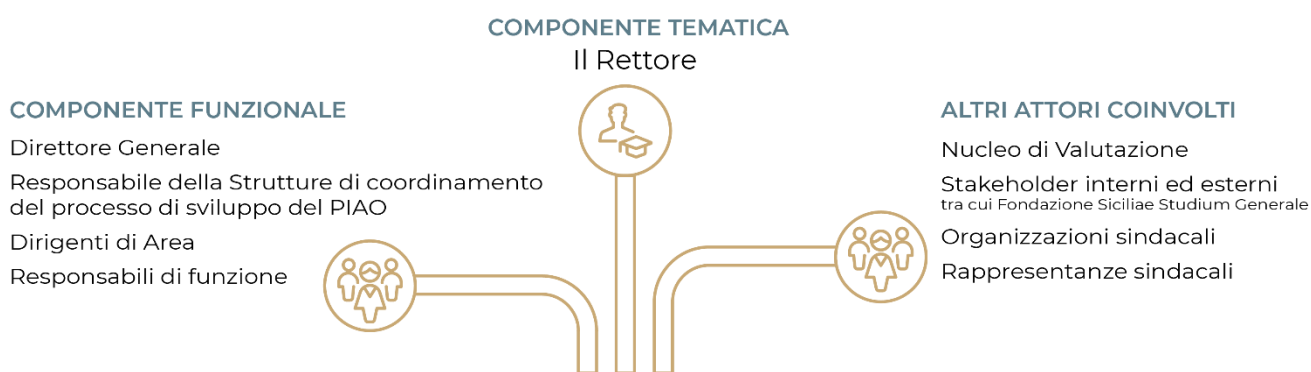 COMPONENTE TEMATICA
Il Rettore
COMPONENTE FUNZIONALE
Direttore Generale
Responsabile della Strutture di coordinamento
del processo di sviluppo del PIAO
Dirigenti di Area
Responsabili di funzione
ALTRI ATTORI COINVOLTI
Nucleo di Valutazione
Stakeholder interni ed esterni
tra cui Fondazione Siciliae Studium Generale
Organizzazioni sindacali
Rappresentanze sindacali